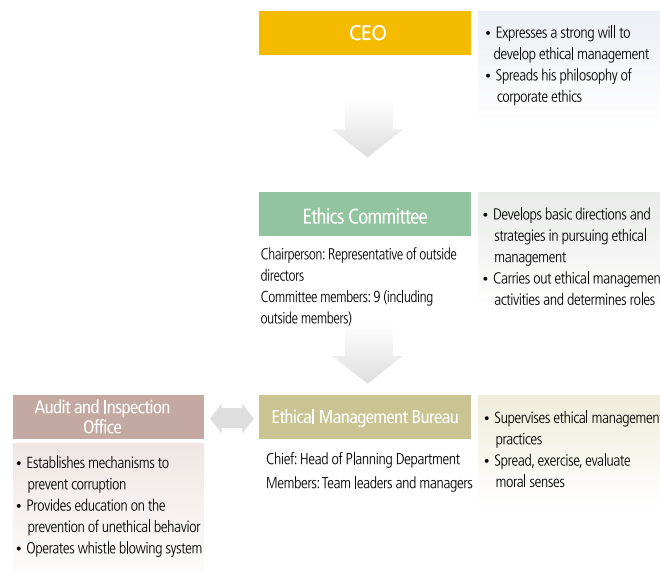 CEO
• Expresses a strong will to
develop ethical management
• Spreads his philosophy of
corporate ethics
Ethics Committee
Chairperson: Representative of outside
directors
Committee members: 9 (including
outside members)
• Develops basic directions and
strategies in pursuing ethical
management
• Carries out ethical management
activities and determines roles
Audit and Inspection
Office
• Establishes mechanisms to
prevent corruption
• Provides education on the
prevention of unethical behavior
• Operates whistle blowing system
Ethical Management Bureau
Chief: Head of Planning Department
Members: Team leaders and managers
• Supervises ethical management
practices
• Spread, exercise, evaluate
moral senses